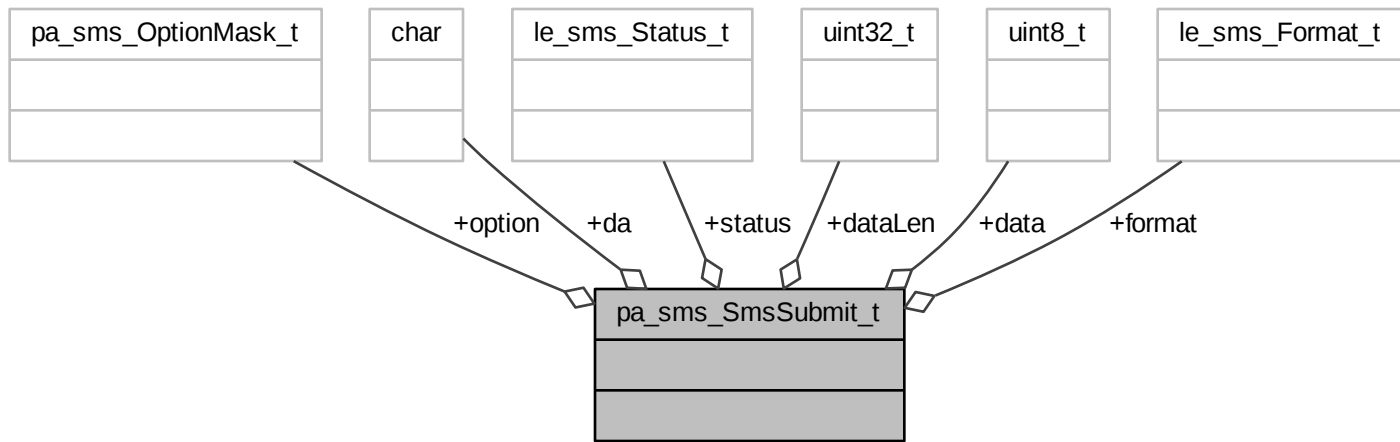 pa_sms_OptionMask_t
char
le_sms_Status_t
uint32_t
uint8_t
le_sms_Format_t
+option
+da
+status
+dataLen
+data
+format
pa_sms_SmsSubmit_t